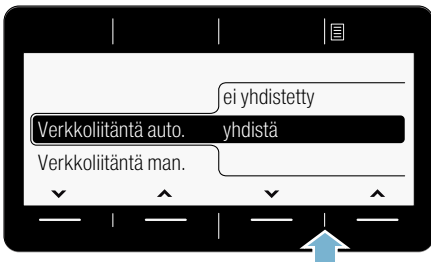 ei yhdistetty
Verkkoliitäntä auto. yhdistä
Verkkoliitäntä man.